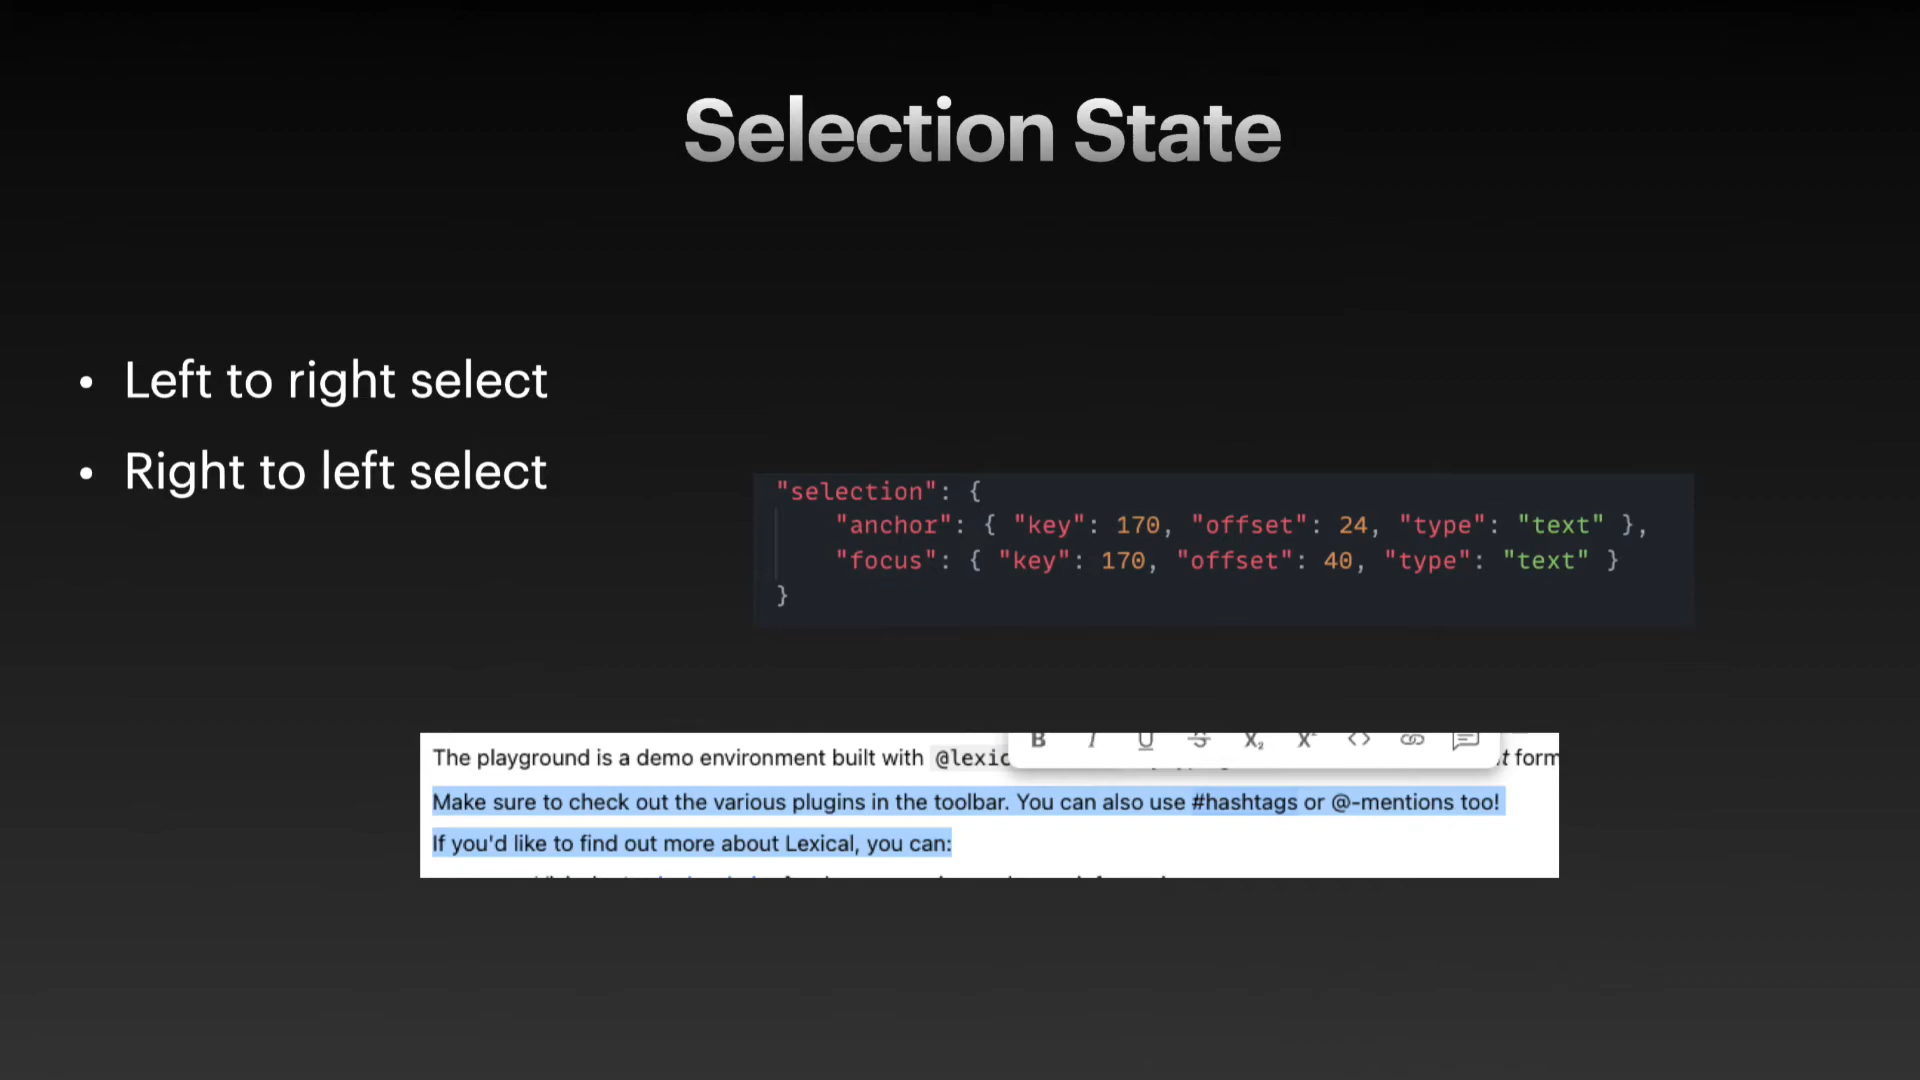 Selection State
• Left to right select
• Right to left select
"selection": {
"anchor": { "key": 170, "offset": 24, "type": "text" },
"focus": { "key": 170, "offset": 40, "type": "text" }
}
B I U S X₂ X² <>
The playground is a demo environment built with @lexic t form
Make sure to check out the various plugins in the toolbar. You can also use #hashtags or @-mentions too!
If you'd like to find out more about Lexical, you can: